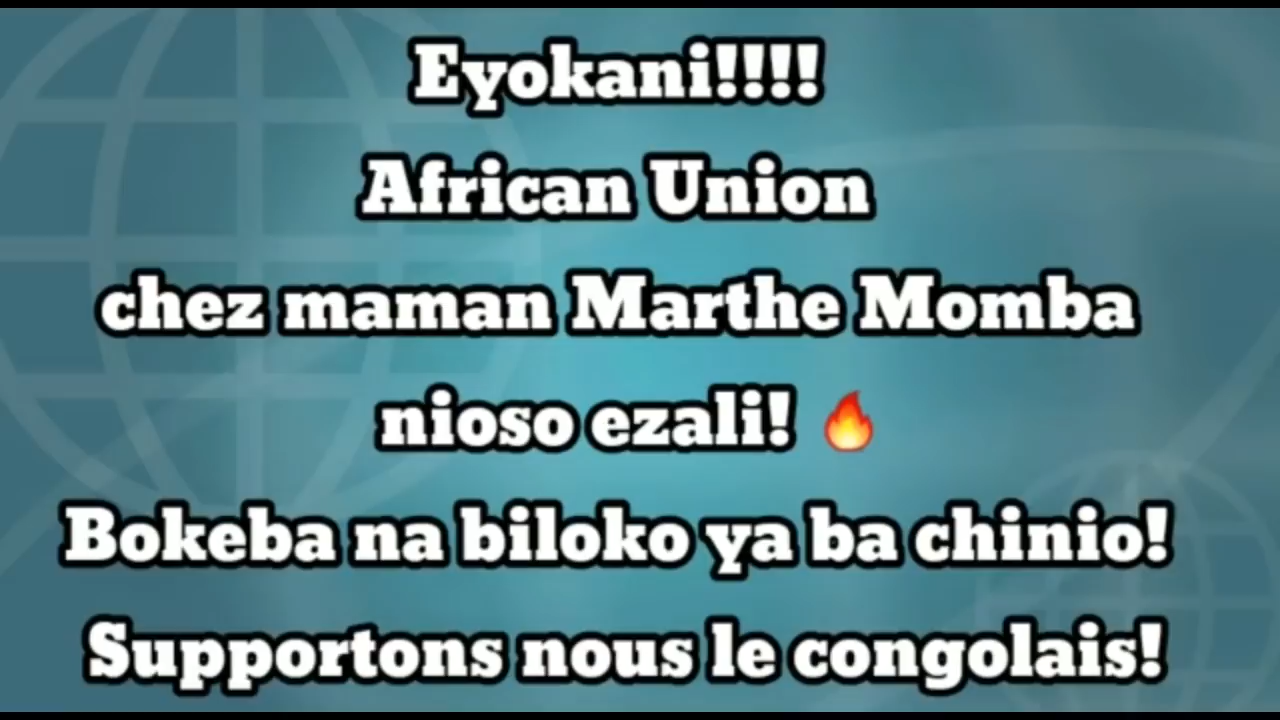 Eyokani!!!!
African Union
chez maman Marthe Momba
nioso ezali! 🔥
Bokeba na biloko ya ba chinio!
Supportons nous le congolais!